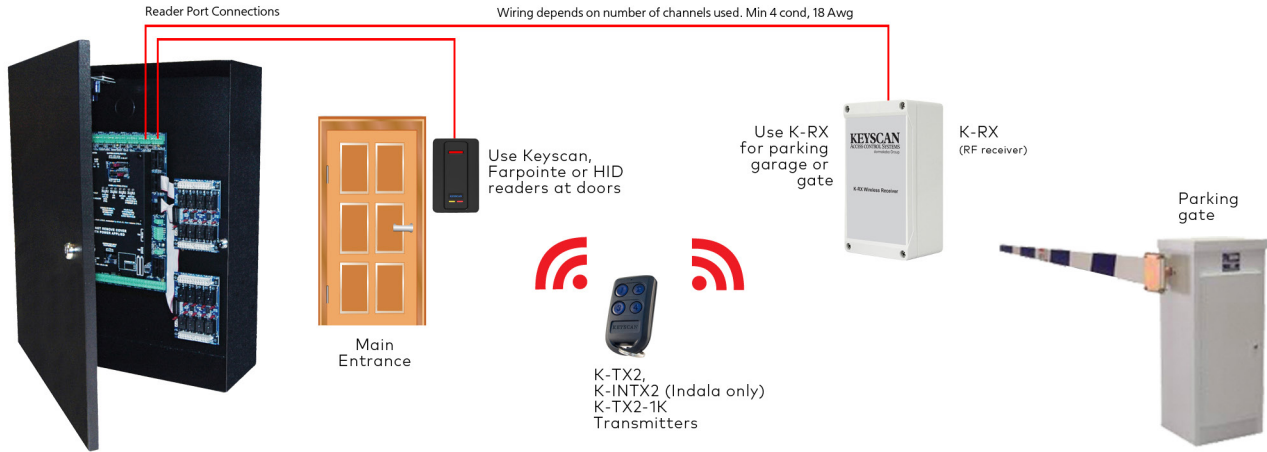 Reader Port Connections
Wiring depends on number of channels used. Min 4 cond, 18 Awg
Use Keyscan,
Farpointe or HID
readers at doors
Main
Entrance
Use K-RX
for parking
garage or
gate
KEYSCAN
ACCESS CONTROL SYSTEMS
K-RX Wireless Receiver
K-RX
(RF receiver)
Parking
gate
KEYSCAN
K-TX2,
K-INTX2 (Indala only)
K-TX2-1K
Transmitters